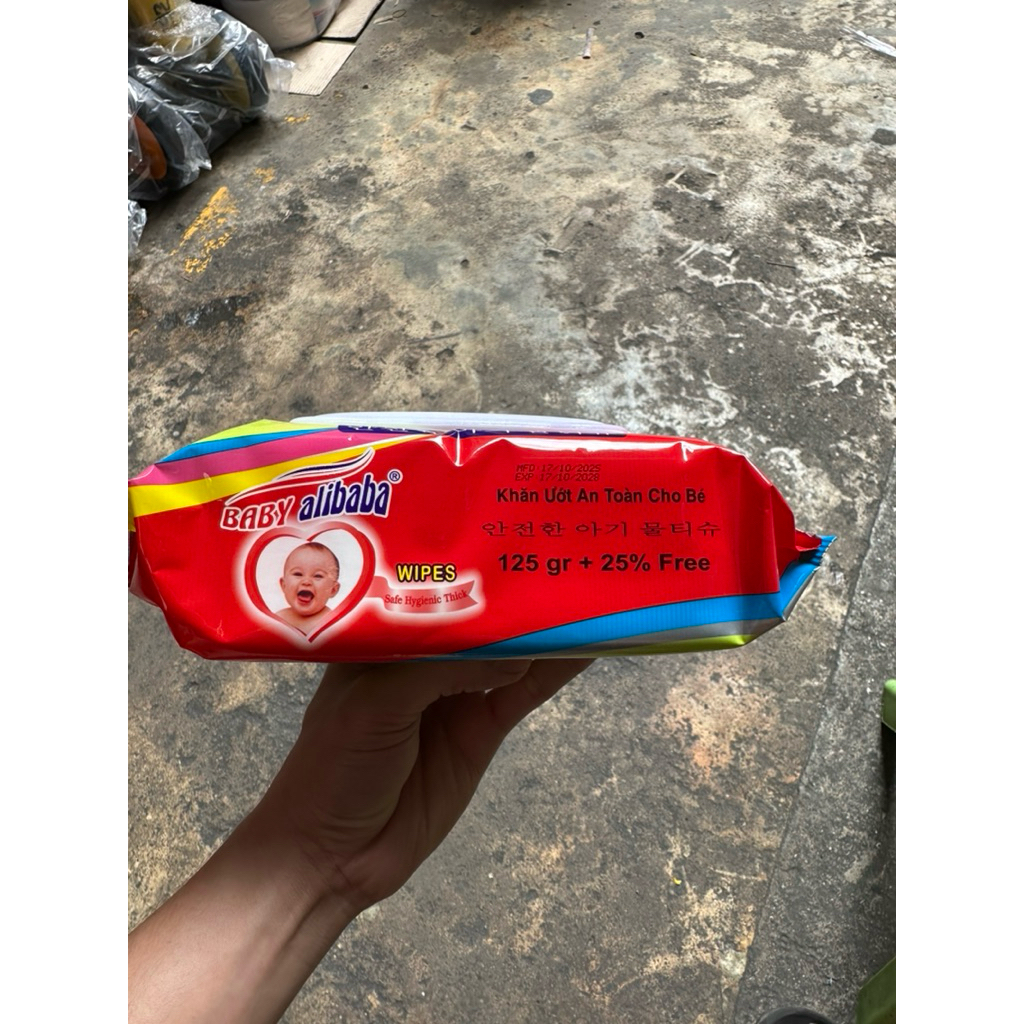 BABY alibaba®
WIPES
Safe Hygienic Thick
MFD 17/10/2025
EXP 17/10/2028
Khăn Ướt An Toàn Cho Bé
안전한 아기 물티슈
125 gr + 25% Free